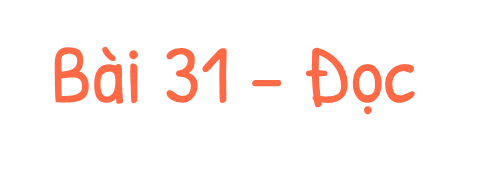 Bài 31 – Đọc